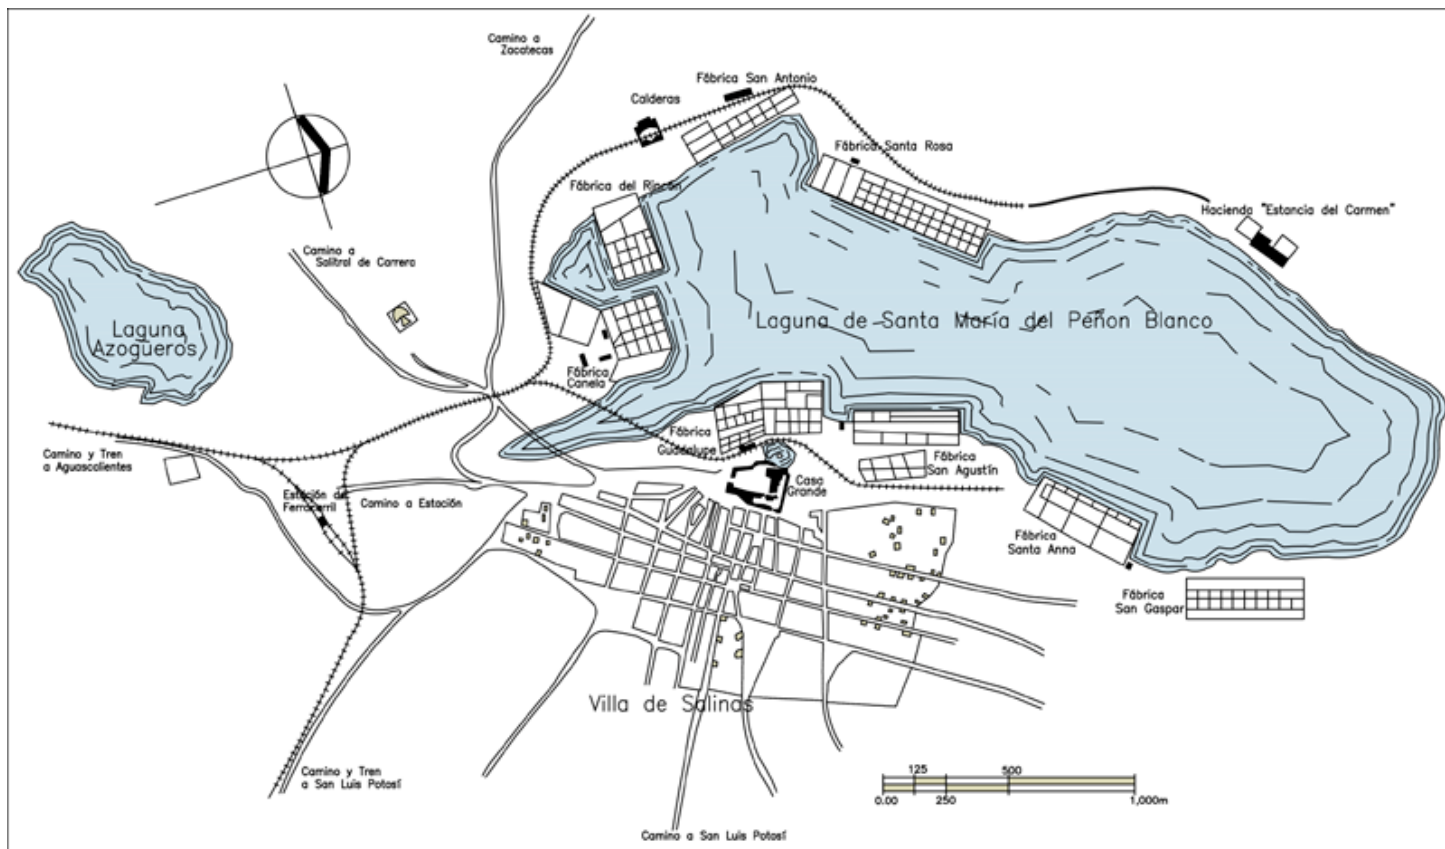 Camino a
Zacatecas
Fábrica San Antonio
Calderas
Fábrica Santa Rosa
Fábrica del Rincón
Hacienda "Estancia del Carmen"
Camino a
Salitral de Carrera
Laguna
Azogueros
Laguna de Santa María del Peñon Blanco
Fábrica
Canela
Fábrica
Guadalupe
Camino y Tren
a Aguascalientes
Fábrica
San Agustín
Casa
Grande
Estación de
Ferrocarril
Camino a Estación
Fábrica
Santa Anna
Fábrica
San Gaspar
Villa de Salinas
Camino y Tren
a San Luis Potosí
125
500
0.00
250
1,000m
Camino a San Luis Potosí